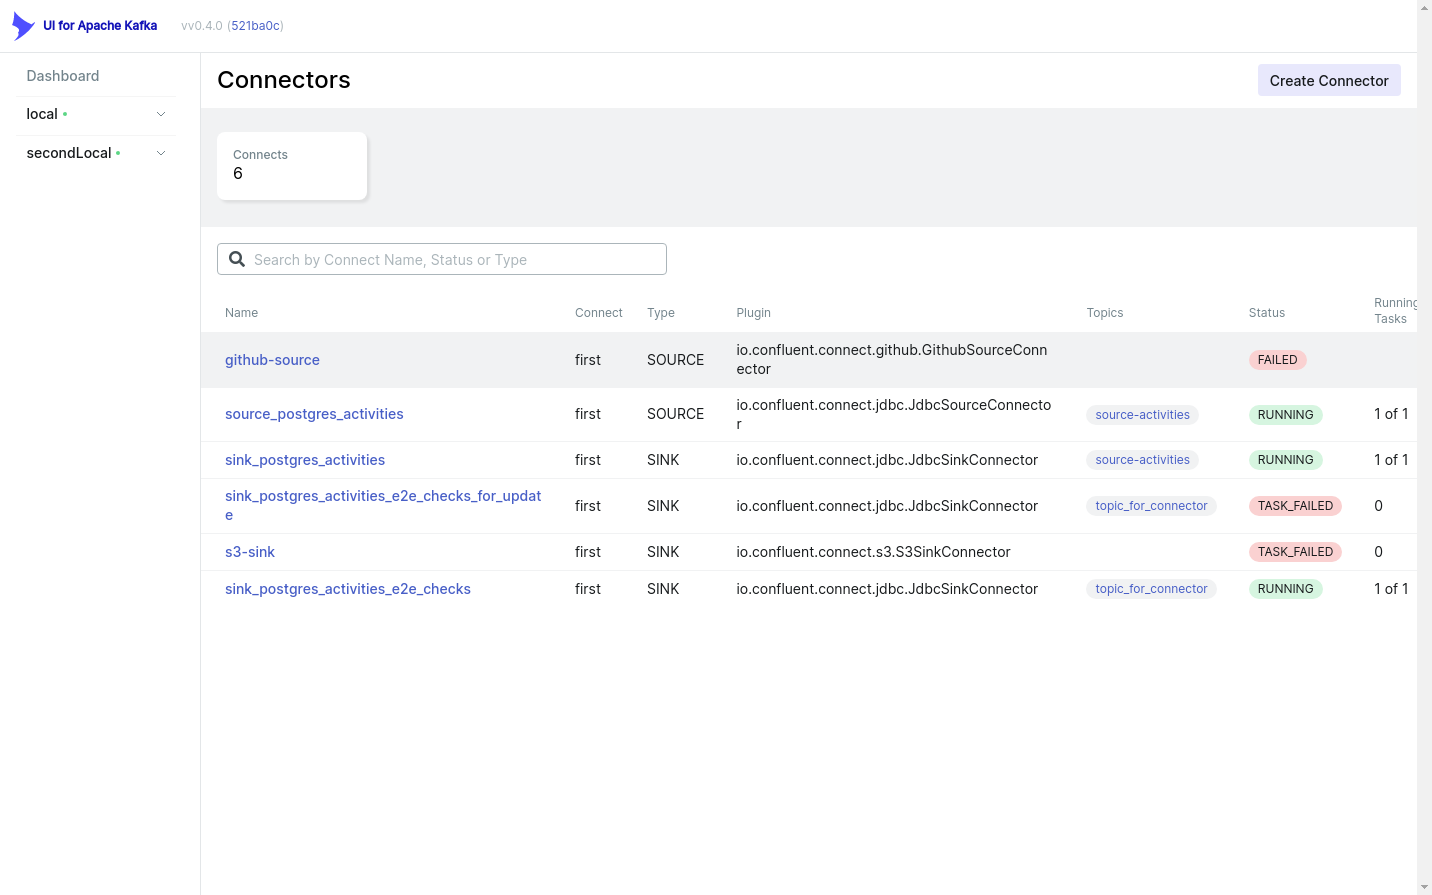 UI for Apache Kafka
vv0.4.0 (521ba0c)
Dashboard
local
secondLocal
Connectors
Create Connector
Connects
6
Search by Connect Name, Status or Type
Name Connect Type Plugin Topics Status Running
Tasks
github-source first SOURCE io.confluent.connect.github.GithubSourceConn
ector FAILED
source_postgres_activities first SOURCE io.confluent.connect.jdbc.JdbcSourceConnecto
r source-activities RUNNING 1 of 1
sink_postgres_activities first SINK io.confluent.connect.jdbc.JdbcSinkConnector source-activities RUNNING 1 of 1
sink_postgres_activities_e2e_checks_for_updat
e first SINK io.confluent.connect.jdbc.JdbcSinkConnector topic_for_connector TASK_FAILED 0
s3-sink first SINK io.confluent.connect.s3.S3SinkConnector TASK_FAILED 0
sink_postgres_activities_e2e_checks first SINK io.confluent.connect.jdbc.JdbcSinkConnector topic_for_connector RUNNING 1 of 1